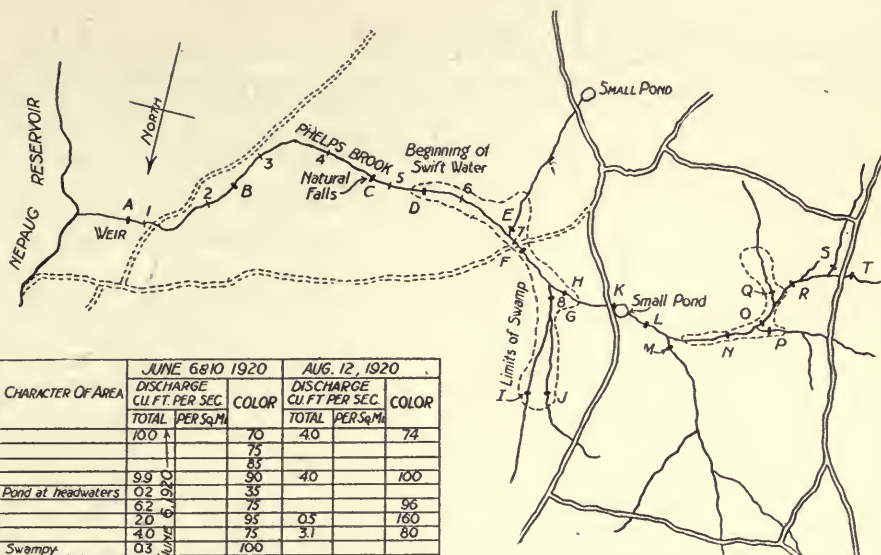 SMALL POND
NEPAUG RESERVOIR
NORTH
PHELPS BROOK
Beginning of
Swift Water
Natural
Falls
A
WEIR
1
2
B
3
4
C
5
D
6
E
7
F
H
8
G
I
J
Limits of Swamp
K
Small Pond
L
M
N
O
P
Q
R
S
T
CHARACTER OF AREA
JUNE 6&10 1920 AUG. 12, 1920
DISCHARGE CU. FT. PER SEC. COLOR DISCHARGE CU. FT. PER SEC. COLOR
TOTAL PER SQ.MI TOTAL PER SQ.MI
10.0 70 4.0 74
75
85
9.9 90 4.0 100
Pond at headwaters 0.2 35
6.2 75 96
2.0 95 0.5 160
4.0 75 3.1 80
Swampy 0.3 100
JUNE 6, 1920